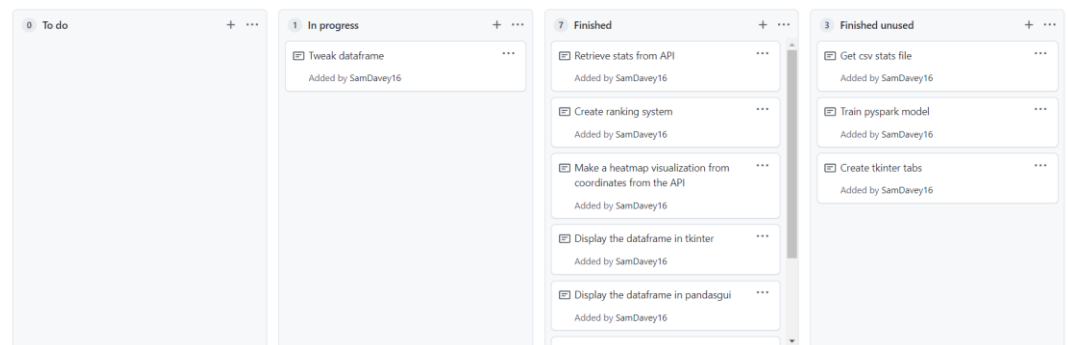 0 To do + ...
1 In progress + ...
Tweak dataframe ...
Added by SamDavey16
7 Finished + ...
Retrieve stats from API ...
Added by SamDavey16
Create ranking system ...
Added by SamDavey16
Make a heatmap visualization from ...
coordinates from the API
Added by SamDavey16
Display the dataframe in tkinter ...
Added by SamDavey16
Display the dataframe in pandasgui ...
Added by SamDavey16
3 Finished unused + ...
Get csv stats file ...
Added by SamDavey16
Train pyspark model ...
Added by SamDavey16
Create tkinter tabs ...
Added by SamDavey16